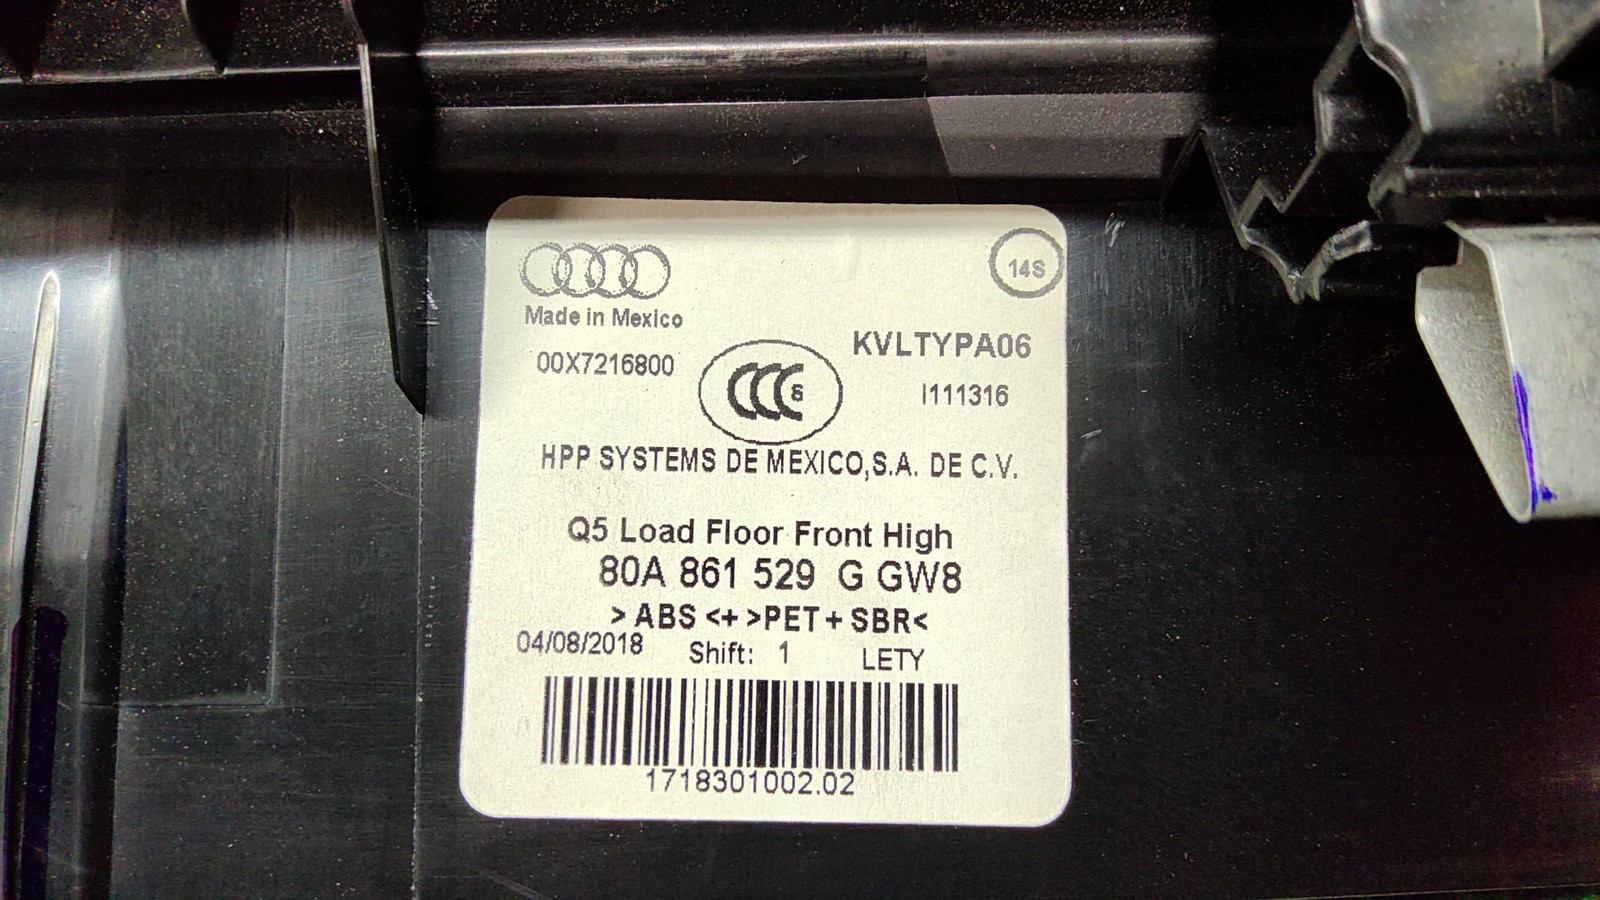 14S
Made in Mexico
KVLTYPA06
00X7216800
CCC S
I111316
HPP SYSTEMS DE MEXICO,S.A. DE C.V.
Q5 Load Floor Front High
80A 861 529 G GW8
>ABS<+>PET+SBR<
04/08/2018 Shift: 1 LETY
1718301002.02